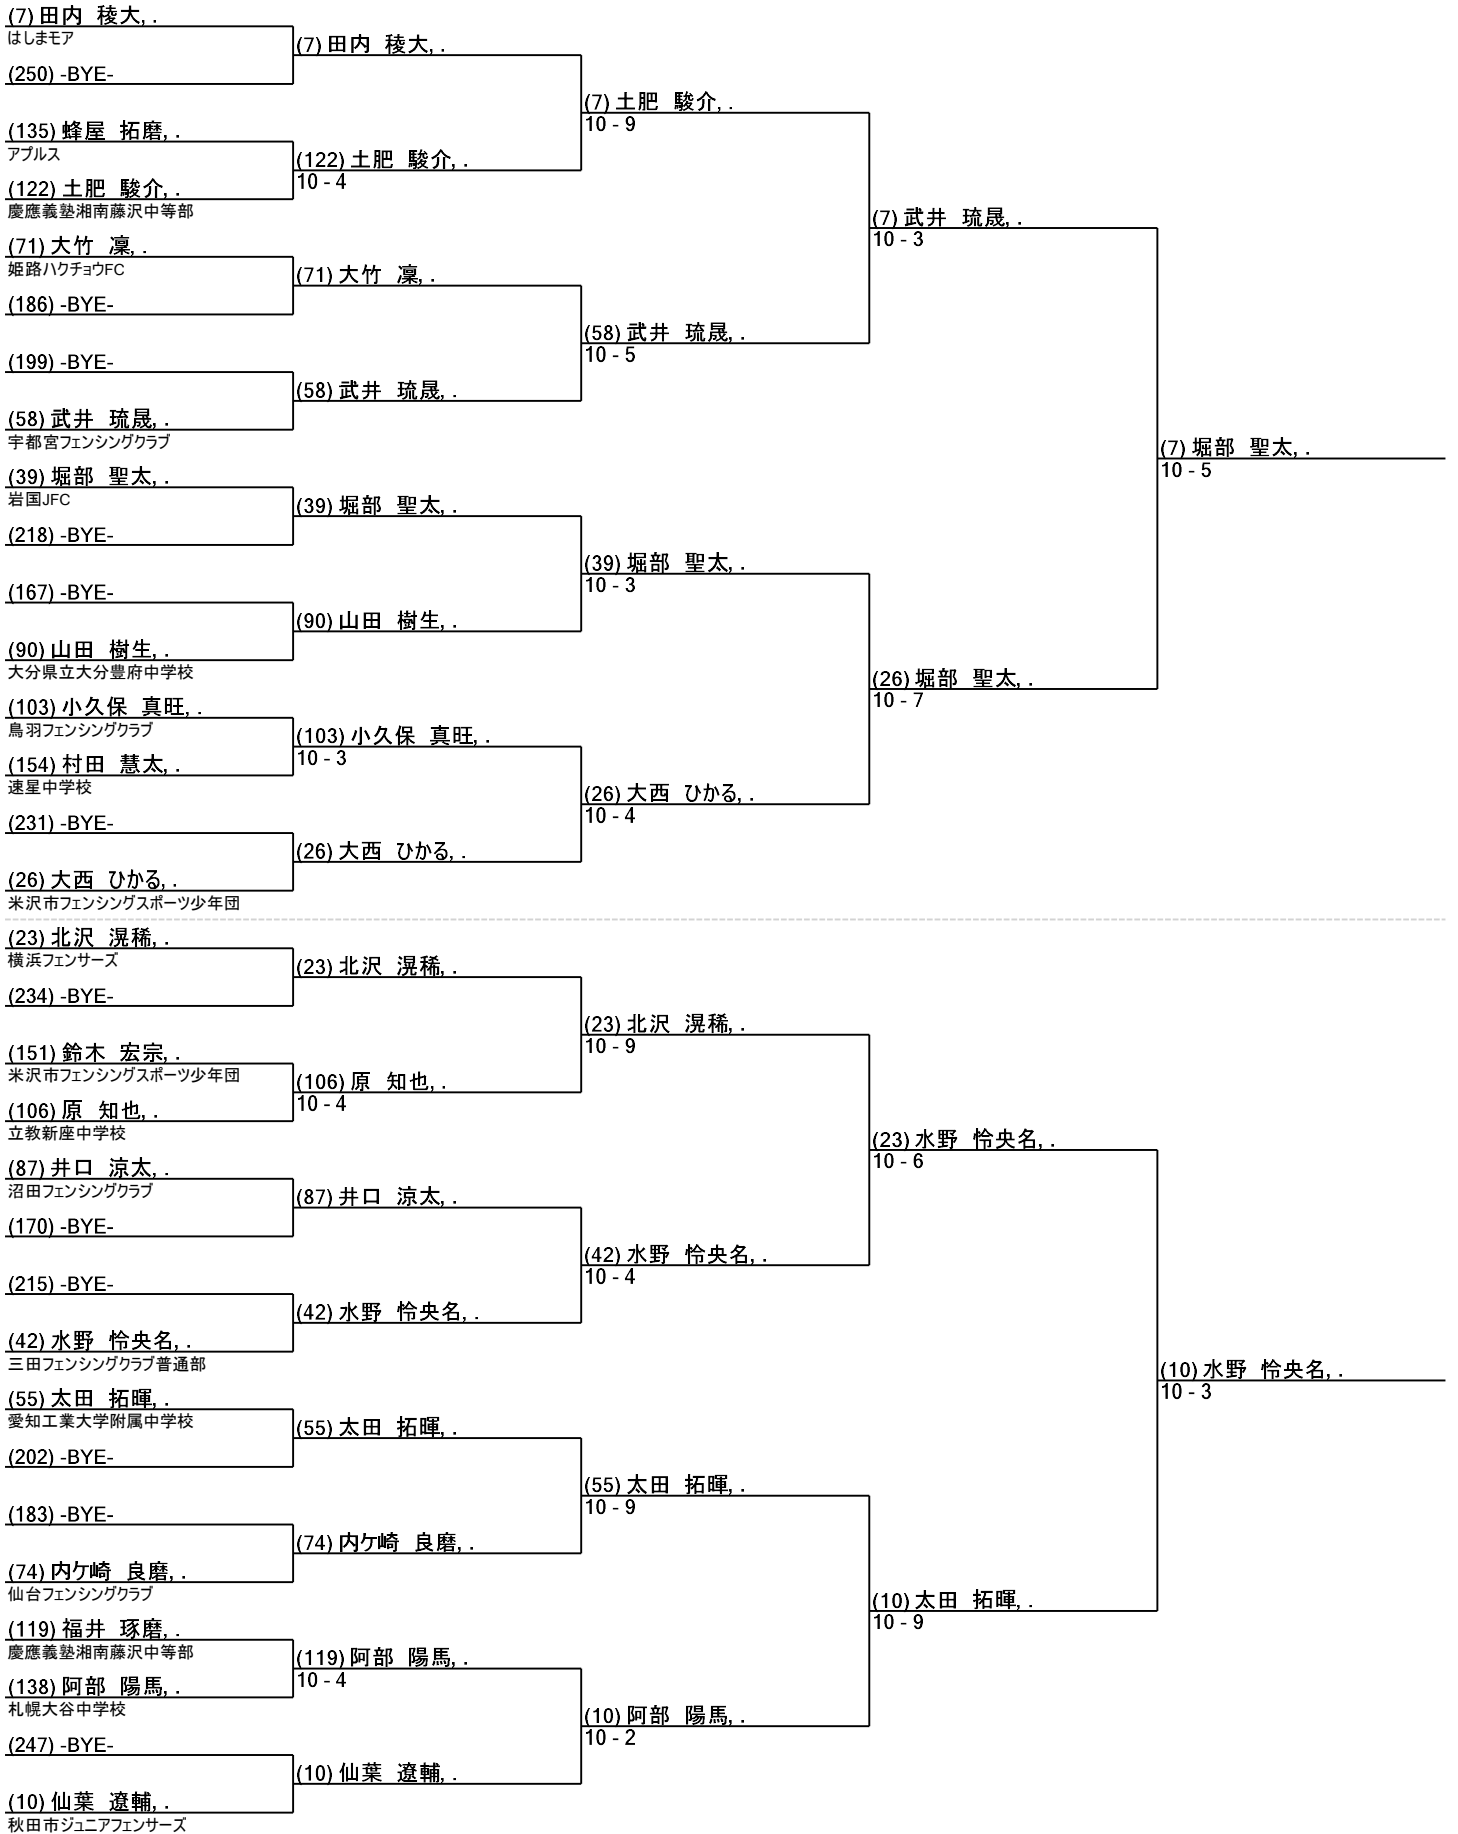 (7) 田内　稜大, .
はしまモア
(7) 田内　稜大, .
(250) -BYE-
(7) 土肥　駿介, .
10 - 9
(135) 蜂屋　拓磨, .
アプルス
(122) 土肥　駿介, .
10 - 4
(122) 土肥　駿介, .
慶應義塾湘南藤沢中等部
(7) 武井　琉晟, .
10 - 3
(71) 大竹　凜, .
姫路ハクチョウFC
(71) 大竹　凜, .
(186) -BYE-
(58) 武井　琉晟, .
10 - 5
(199) -BYE-
(58) 武井　琉晟, .
(58) 武井　琉晟, .
宇都宮フェンシングクラブ
(7) 堀部　聖太, .
10 - 5
(39) 堀部　聖太, .
岩国JFC
(39) 堀部　聖太, .
(218) -BYE-
(39) 堀部　聖太, .
10 - 3
(167) -BYE-
(90) 山田　樹生, .
(90) 山田　樹生, .
大分県立大分豊府中学校
(26) 堀部　聖太, .
10 - 7
(103) 小久保　真旺, .
鳥羽フェンシングクラブ
(103) 小久保　真旺, .
10 - 3
(154) 村田　慧太, .
速星中学校
(26) 大西　ひかる, .
10 - 4
(231) -BYE-
(26) 大西　ひかる, .
(26) 大西　ひかる, .
米沢市フェンシングスポーツ少年団
(23) 北沢　滉稀, .
横浜フェンサーズ
(23) 北沢　滉稀, .
(234) -BYE-
(23) 北沢　滉稀, .
10 - 9
(151) 鈴木　宏宗, .
米沢市フェンシングスポーツ少年団
(106) 原　知也, .
10 - 4
(106) 原　知也, .
立教新座中学校
(23) 水野　怜央名, .
10 - 6
(87) 井口　涼太, .
沼田フェンシングクラブ
(87) 井口　涼太, .
(170) -BYE-
(42) 水野　怜央名, .
10 - 4
(215) -BYE-
(42) 水野　怜央名, .
(42) 水野　怜央名, .
三田フェンシングクラブ普通部
(10) 水野　怜央名, .
10 - 3
(55) 太田　拓暉, .
愛知工業大学附属中学校
(55) 太田　拓暉, .
(202) -BYE-
(55) 太田　拓暉, .
10 - 9
(183) -BYE-
(74) 内ケ崎　良磨, .
(74) 内ケ崎　良磨, .
仙台フェンシングクラブ
(10) 太田　拓暉, .
10 - 9
(119) 福井　琢磨, .
慶應義塾湘南藤沢中等部
(119) 阿部　陽馬, .
10 - 4
(138) 阿部　陽馬, .
札幌大谷中学校
(10) 阿部　陽馬, .
10 - 2
(247) -BYE-
(10) 仙葉　遼輔, .
(10) 仙葉　遼輔, .
秋田市ジュニアフェンサーズ